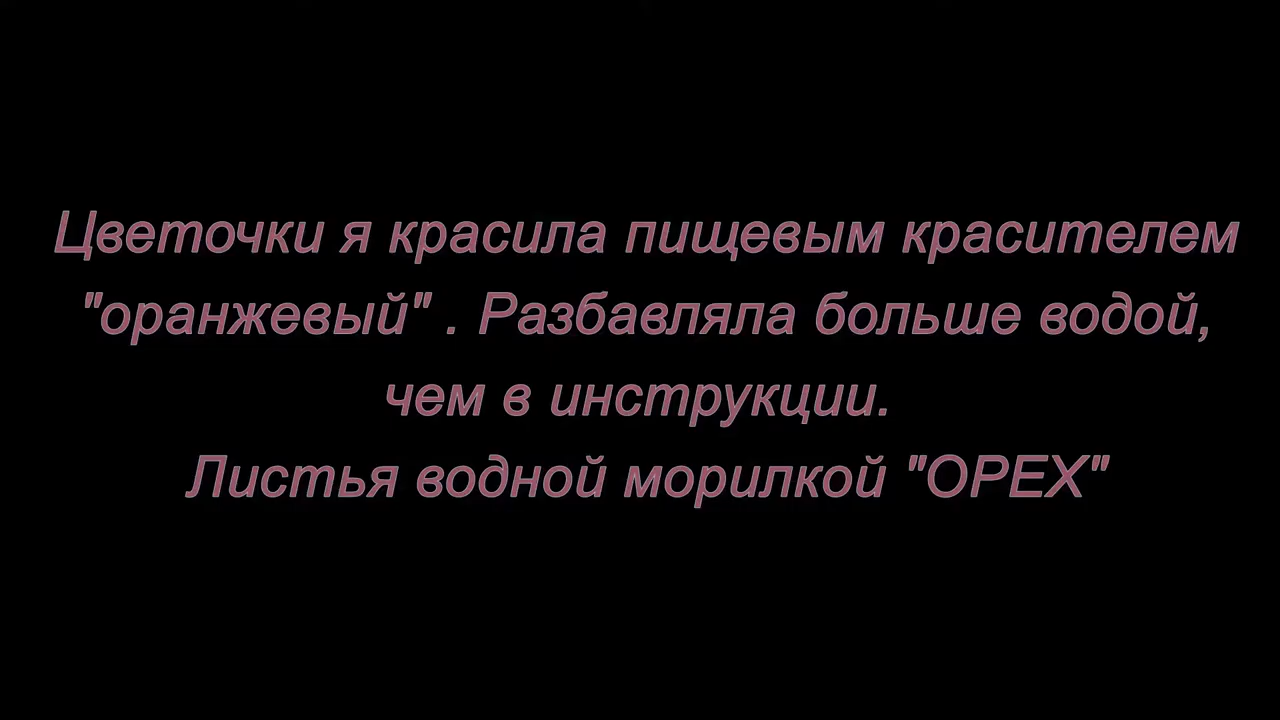 Цветочки я красила пищевым красителем
"оранжевый" . Разбавляла больше водой,
чем в инструкции.
Листья водной морилкой "ОРЕХ"